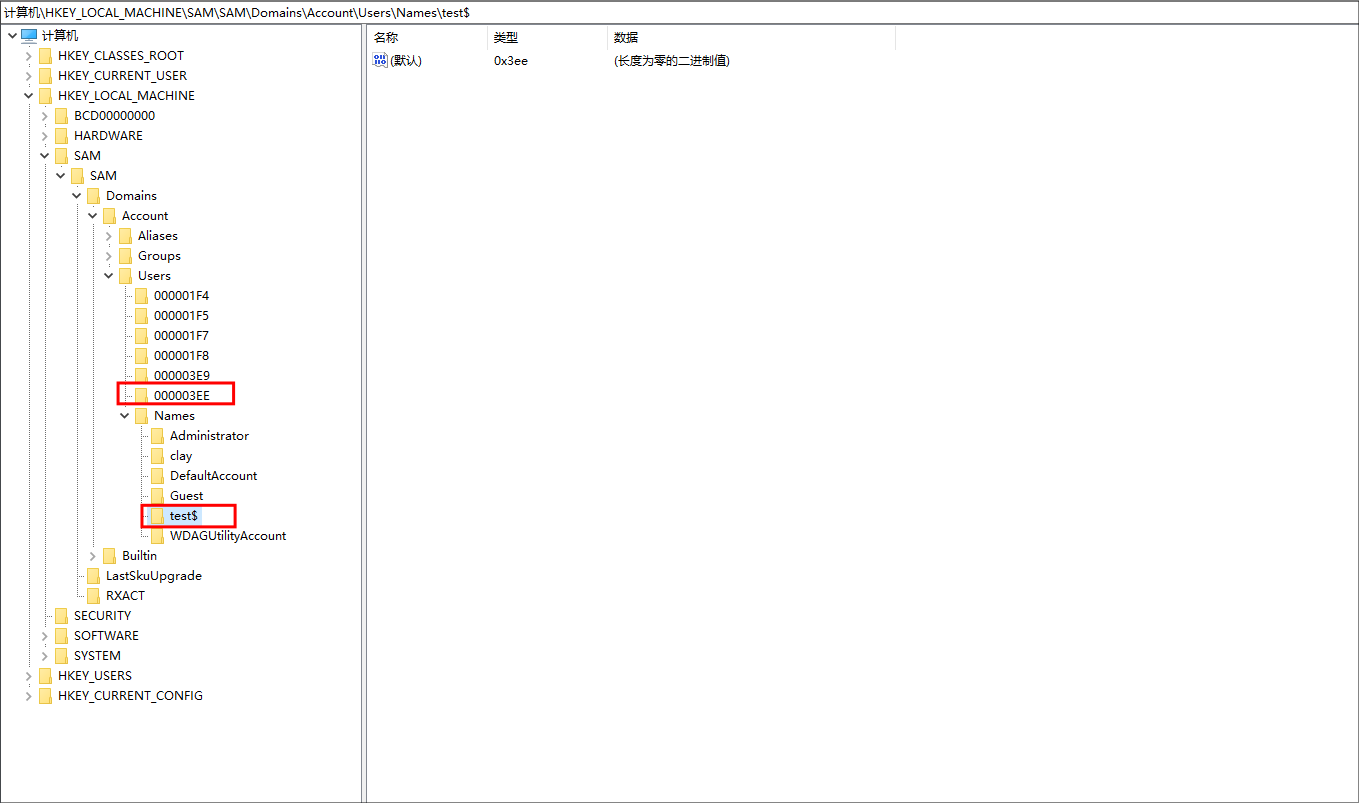 计算机\HKEY_LOCAL_MACHINE\SAM\SAM\Domains\Account\Users\Names\test$
计算机
HKEY_CLASSES_ROOT
HKEY_CURRENT_USER
HKEY_LOCAL_MACHINE
BCD00000000
HARDWARE
SAM
SAM
Domains
Account
Aliases
Groups
Users
000001F4
000001F5
000001F7
000001F8
000003E9
000003EE
Names
Administrator
clay
DefaultAccount
Guest
test$
WDAGUtilityAccount
Builtin
LastSkuUpgrade
RXACT
SECURITY
SOFTWARE
SYSTEM
HKEY_USERS
HKEY_CURRENT_CONFIG
名称 类型 数据
(默认) 0x3ee (长度为零的二进制值)